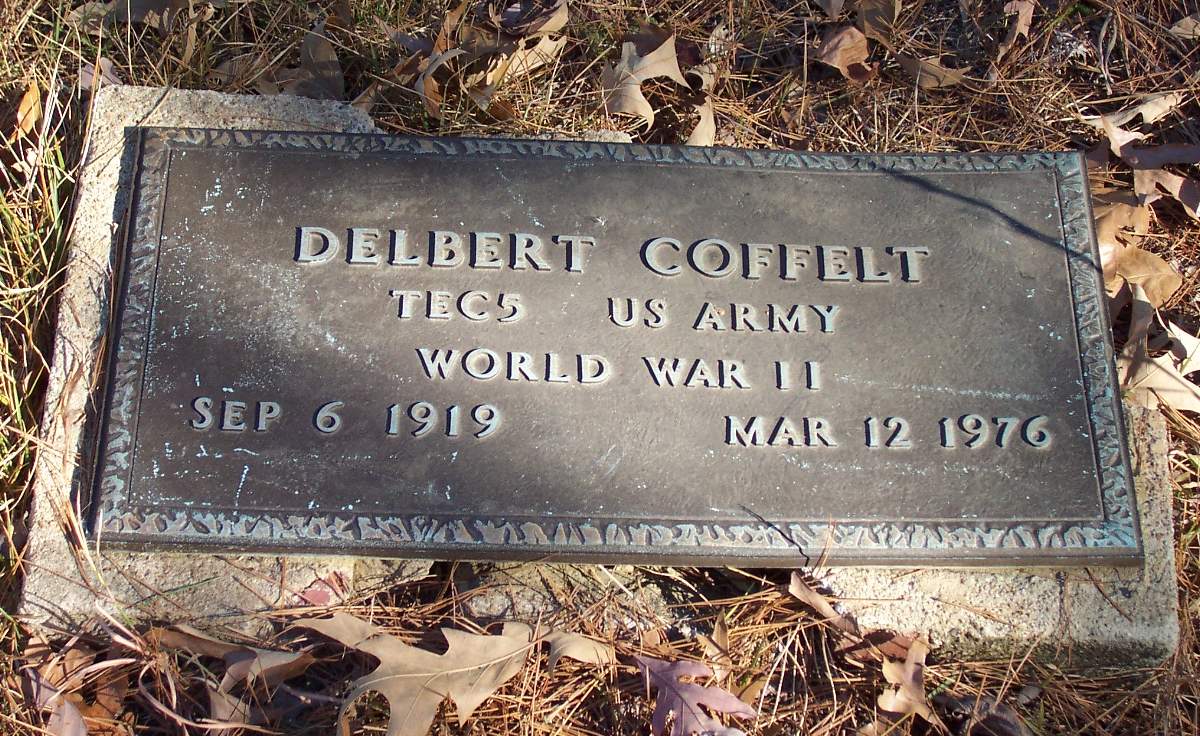 DELBERT COFFELT
TEC5 US ARMY
WORLD WAR II
SEP 6 1919 MAR 12 1976